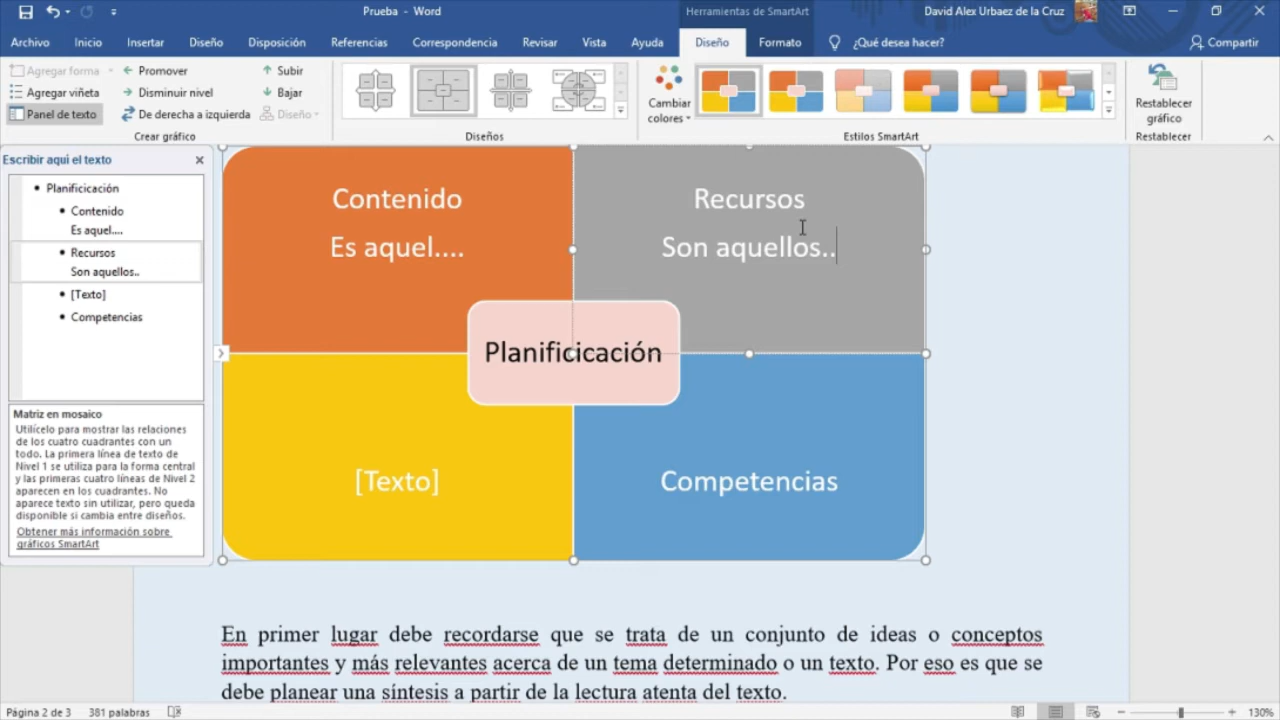 Prueba - Word
Herramientas de SmartArt
David Alex Urbaez de la Cruz
Archivo
Inicio
Insertar
Diseño
Disposición
Referencias
Correspondencia
Revisar
Vista
Ayuda
Diseño
Formato
¿Qué desea hacer?
Compartir
Agregar forma
Promover
Subir
Agregar viñeta
Disminuir nivel
Bajar
Panel de texto
De derecha a izquierda
Diseño
Crear gráfico
Diseños
Cambiar
colores
Estilos SmartArt
Restablecer
gráfico
Restablecer
Escribir aquí el texto
Planificicación
Contenido
Es aquel....
Recursos
Son aquellos..
[Texto]
Competencias
Matriz en mosaico
Utilícelo para mostrar las relaciones
de los cuatro cuadrantes con un
todo. La primera línea de texto de
Nivel 1 se utiliza para la forma central
y las primeras cuatro líneas de Nivel 2
aparecen en los cuadrantes. No
aparece texto sin utilizar, pero queda
disponible si cambia entre diseños.
Obtener más información sobre
gráficos SmartArt
Contenido
Es aquel....
Recursos
Son aquellos..
Planificicación
[Texto]
Competencias
En primer lugar debe recordarse que se trata de un conjunto de ideas o conceptos
importantes y más relevantes acerca de un tema determinado o un texto. Por eso es que se
debe planear una síntesis a partir de la lectura atenta del texto.
Página 2 de 3
381 palabras
130%